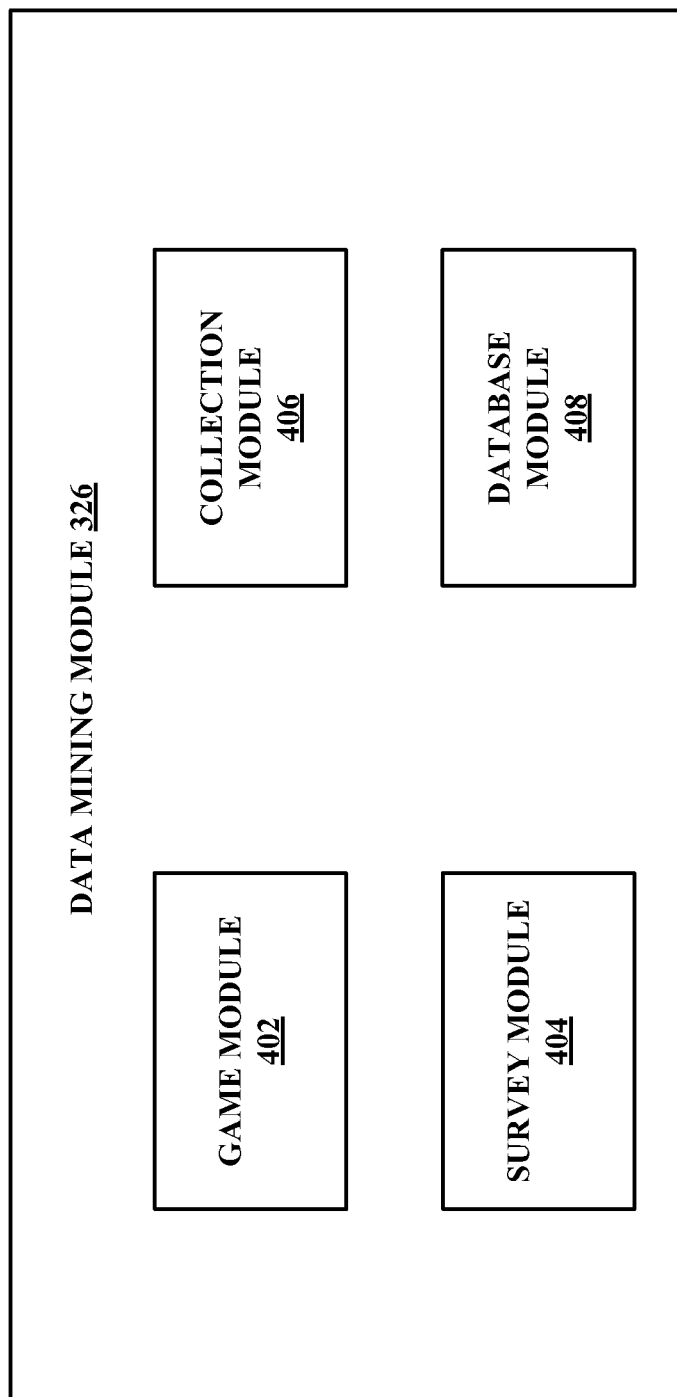 DATA MINING MODULE 326
GAME MODULE
402
COLLECTION
MODULE
406
SURVEY MODULE
404
DATABASE
MODULE
408